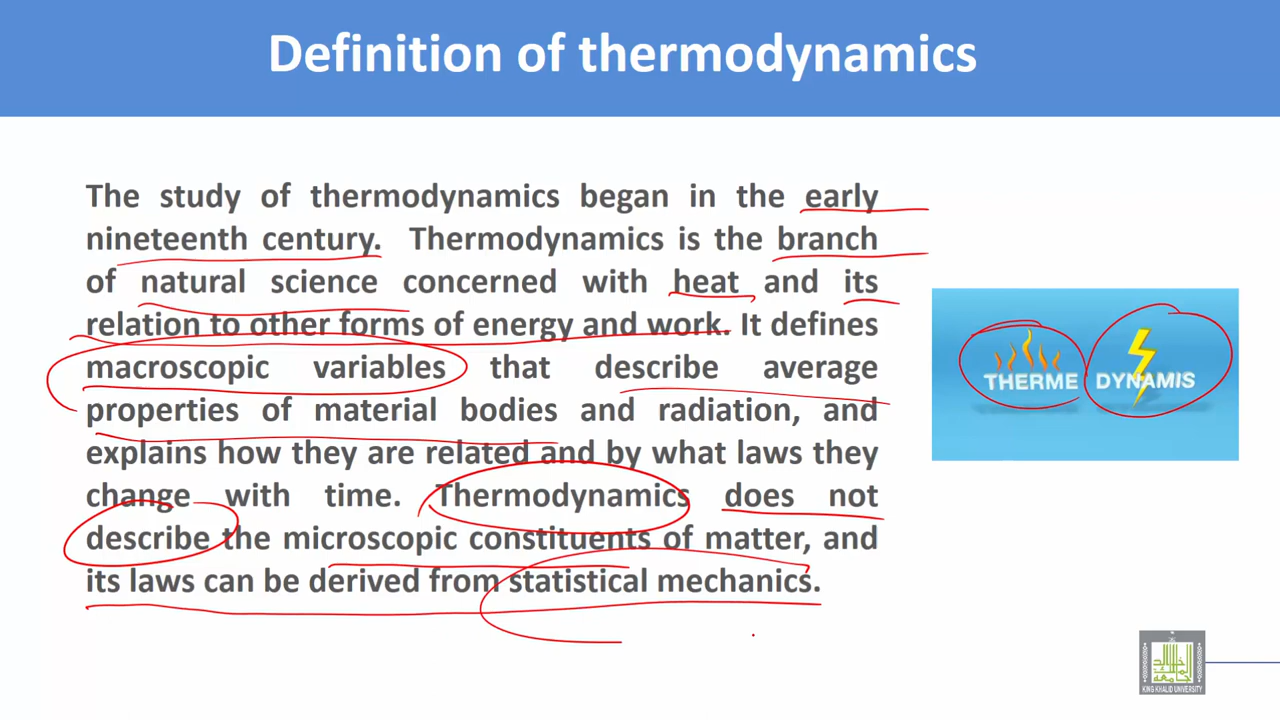 Definition of thermodynamics
The study of thermodynamics began in the early
nineteenth century. Thermodynamics is the branch
of natural science concerned with heat and its
relation to other forms of energy and work. It defines
macroscopic variables that describe average
properties of material bodies and radiation, and
explains how they are related and by what laws they
change with time. Thermodynamics does not
describe the microscopic constituents of matter, and
its laws can be derived from statistical mechanics.
THERME DYNAMIS
KING KHALID UNIVERSITY